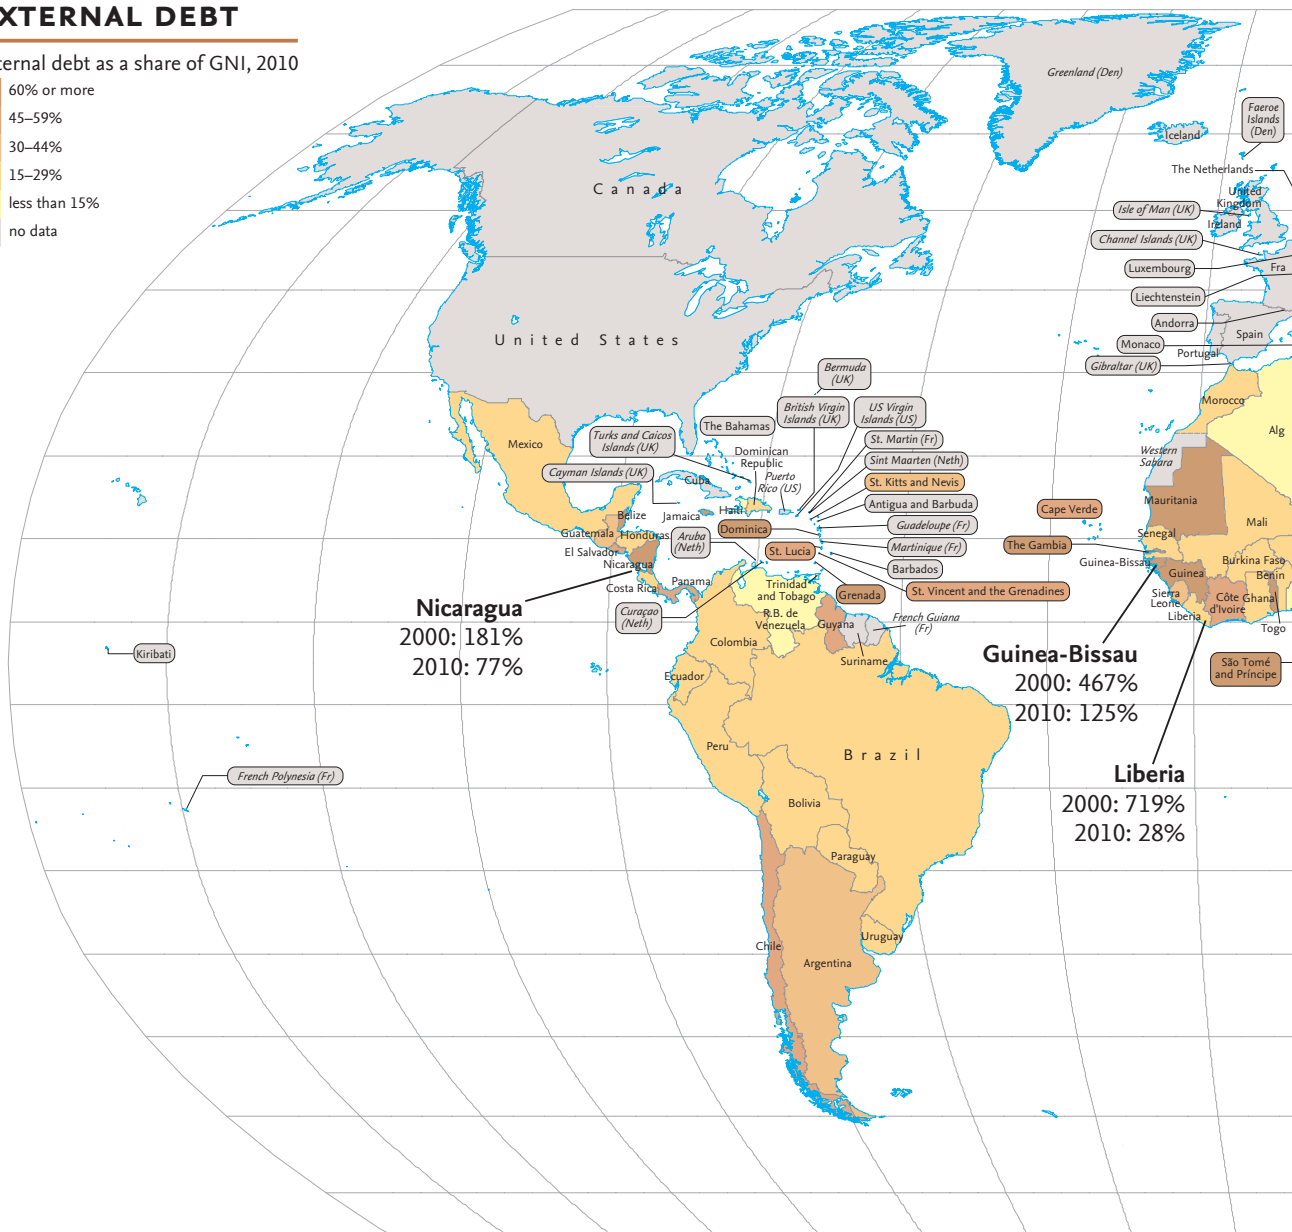 XTERNAL DEBT
ternal debt as a share of GNI, 2010
60% or more
45–59%
30–44%
15–29%
less than 15%
no data
Greenland (Den)
Faeroe
Islands
(Den)
Iceland
The Netherlands
United
Kingdom
Isle of Man (UK)
Ireland
Channel Islands (UK)
Luxembourg
Fra
Liechtenstein
Andorra
Spain
Monaco
Portugal
Gibraltar (UK)
Canada
United States
Mexico
Bermuda
(UK)
British Virgin
Islands (UK)
US Virgin
Islands (US)
The Bahamas
Turks and Caicos
Islands (UK)
St. Martin (Fr)
Dominican
Republic
Sint Maarten (Neth)
Cayman Islands (UK)
Cuba
Puerto
Rico (US)
St. Kitts and Nevis
Antigua and Barbuda
Belize
Jamaica
Haiti
Guadeloupe (Fr)
Guatemala
Honduras
Dominica
Aruba
(Neth)
Martinique (Fr)
El Salvador
St. Lucia
Nicaragua
Barbados
Costa Rica
Panama
Trinidad
and Tobago
Grenada
St. Vincent and the Grenadines
Curaçao
(Neth)
R.B. de
Venezuela
Guyana
French Guiana
(Fr)
Colombia
Suriname
Ecuador
Peru
Brazil
Bolivia
Paraguay
Chile
Uruguay
Argentina
Nicaragua
2000: 181%
2010: 77%
Kiribati
French Polynesia (Fr)
Morocco
Alg
Western
Sahara
Mauritania
Cape Verde
Mali
Senegal
The Gambia
Guinea-Bissau
Burkina Faso
Guinea
Benin
Sierra
Leone
Côte
d'Ivoire
Ghana
Liberia
Togo
São Tomé
and Príncipe
Guinea-Bissau
2000: 467%
2010: 125%
Liberia
2000: 719%
2010: 28%